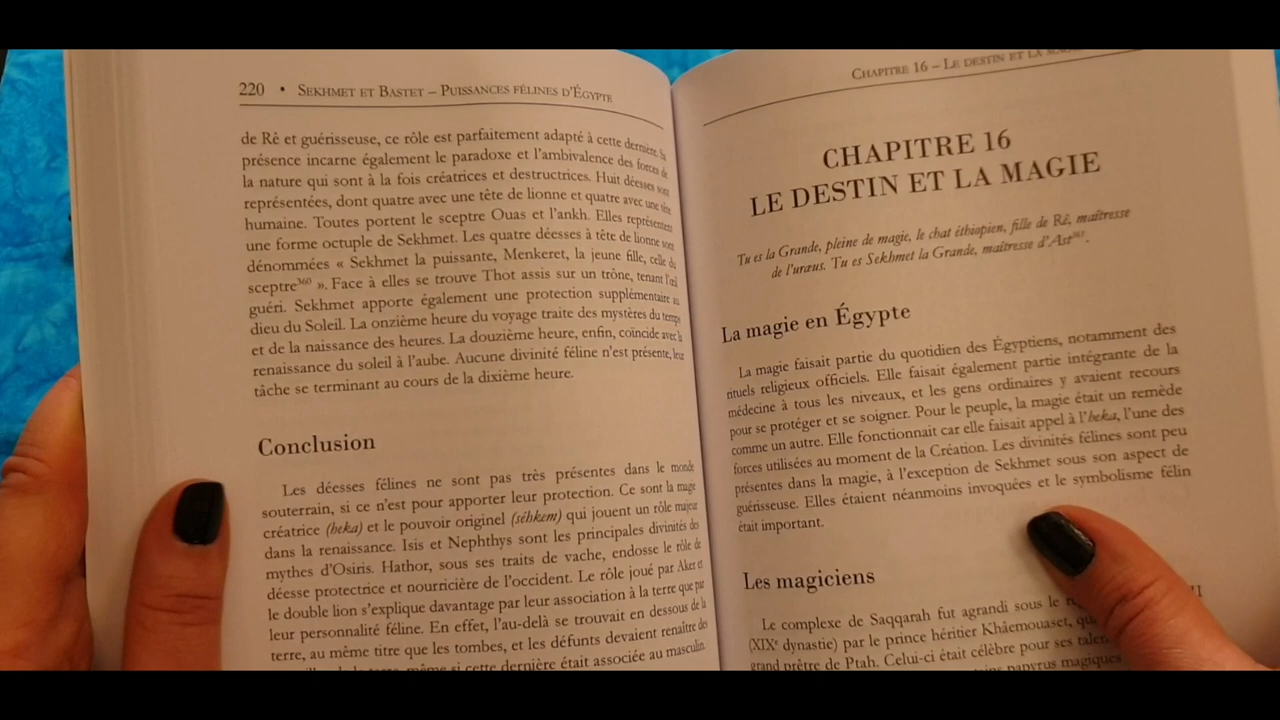 220 • SEKHMET ET BASTET – PUISSANCES FÉLINES D'ÉGYPTE
de Rê et guérisseuse, ce rôle est parfaitement adapté à cette dernière. Sa
présence incarne également le paradoxe et l'ambivalence des forces de
la nature qui sont à la fois créatrices et destructrices. Huit déesses sont
représentées, dont quatre avec une tête de lionne et quatre avec une tête
humaine. Toutes portent le sceptre Ouas et l'ankh. Elles représentent
une forme octuple de Sekhmet. Les quatre déesses à tête de lionne sont
dénommées « Sekhmet la puissante, Menkeret, la jeune fille, celle du
sceptre³⁶⁰ ». Face à elles se trouve Thot assis sur un trône, tenant l'œil
guéri. Sekhmet apporte également une protection supplémentaire au
dieu du Soleil. La onzième heure du voyage traite des mystères du temps
et de la naissance des heures. La douzième heure, enfin, coïncide avec la
renaissance du soleil à l'aube. Aucune divinité féline n'est présente, leur
tâche se terminant au cours de la dixième heure.
Conclusion
Les déesses félines ne sont pas très présentes dans le monde
souterrain, si ce n'est pour apporter leur protection. Ce sont la magie
créatrice (heka) et le pouvoir originel (séhkem) qui jouent un rôle majeur
dans la renaissance. Isis et Nephthys sont les principales divinités des
mythes d'Osiris. Hathor, sous ses traits de vache, endosse le rôle de
déesse protectrice et nourricière de l'occident. Le rôle joué par Aker et
le double lion s'explique davantage par leur association à la terre que par
leur personnalité féline. En effet, l'au-delà se trouvait en dessous de la
terre, au même titre que les tombes, et les défunts devaient renaître des
la terre, même si cette dernière était associée au masculin.
CHAPITRE 16 – LE DESTIN ET LA
CHAPITRE 16
LE DESTIN ET LA MAGIE
Tu es la Grande, pleine de magie, le chat éthiopien, fille de Rê, maîtresse
de l'uræus. Tu es Sekhmet la Grande, maîtresse d'Ast³⁶¹.
La magie en Égypte
La magie faisait partie du quotidien des Égyptiens, notamment des
rituels religieux officiels. Elle faisait également partie intégrante de la
médecine à tous les niveaux, et les gens ordinaires y avaient recours
pour se protéger et se soigner. Pour le peuple, la magie était un remède
comme un autre. Elle fonctionnait car elle faisait appel à l'heka, l'une des
forces utilisées au moment de la Création. Les divinités félines sont peu
présentes dans la magie, à l'exception de Sekhmet sous son aspect de
guérisseuse. Elles étaient néanmoins invoquées et le symbolisme félin
était important.
Les magiciens
Le complexe de Saqqarah fut agrandi sous le
(XIXᵉ dynastie) par le prince héritier Khâemouaset,
grand prêtre de Ptah. Celui-ci était célèbre pour ses
papyrus magiques